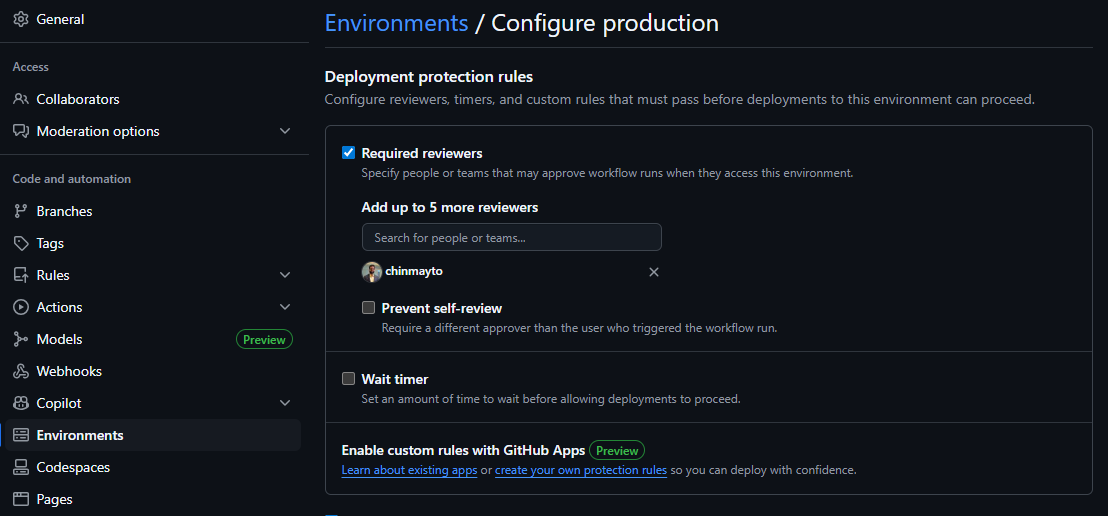 General
Access
Collaborators
Moderation options
Code and automation
Branches
Tags
Rules
Actions
Models Preview
Webhooks
Copilot
Environments
Codespaces
Pages
Environments / Configure production
Deployment protection rules
Configure reviewers, timers, and custom rules that must pass before deployments to this environment can proceed.
Required reviewers
Specify people or teams that may approve workflow runs when they access this environment.
Add up to 5 more reviewers
Search for people or teams...
chinmayto
Prevent self-review
Require a different approver than the user who triggered the workflow run.
Wait timer
Set an amount of time to wait before allowing deployments to proceed.
Enable custom rules with GitHub Apps Preview
Learn about existing apps or create your own protection rules so you can deploy with confidence.